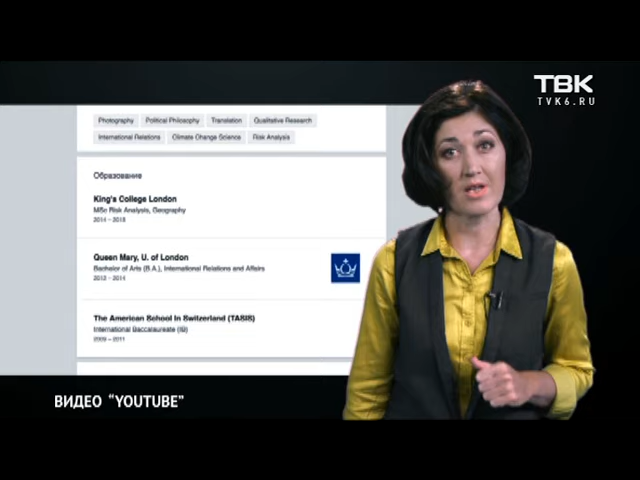 ТВК
TVK6.RU
Photography Political Philosophy Translation Qualitative Research
International Relations Climate Change Science Risk Analysis
Образование
King's College London
MSc Risk Analysis, Geography
Queen Mary, U. of London
Bachelor of Arts (B.A.), International Relations and Affairs
2012 – 2014
The American School in Switzerland (TASIS)
International Baccalaureate (IB)
2009 – 2011
ВИДЕО "YOUTUBE"